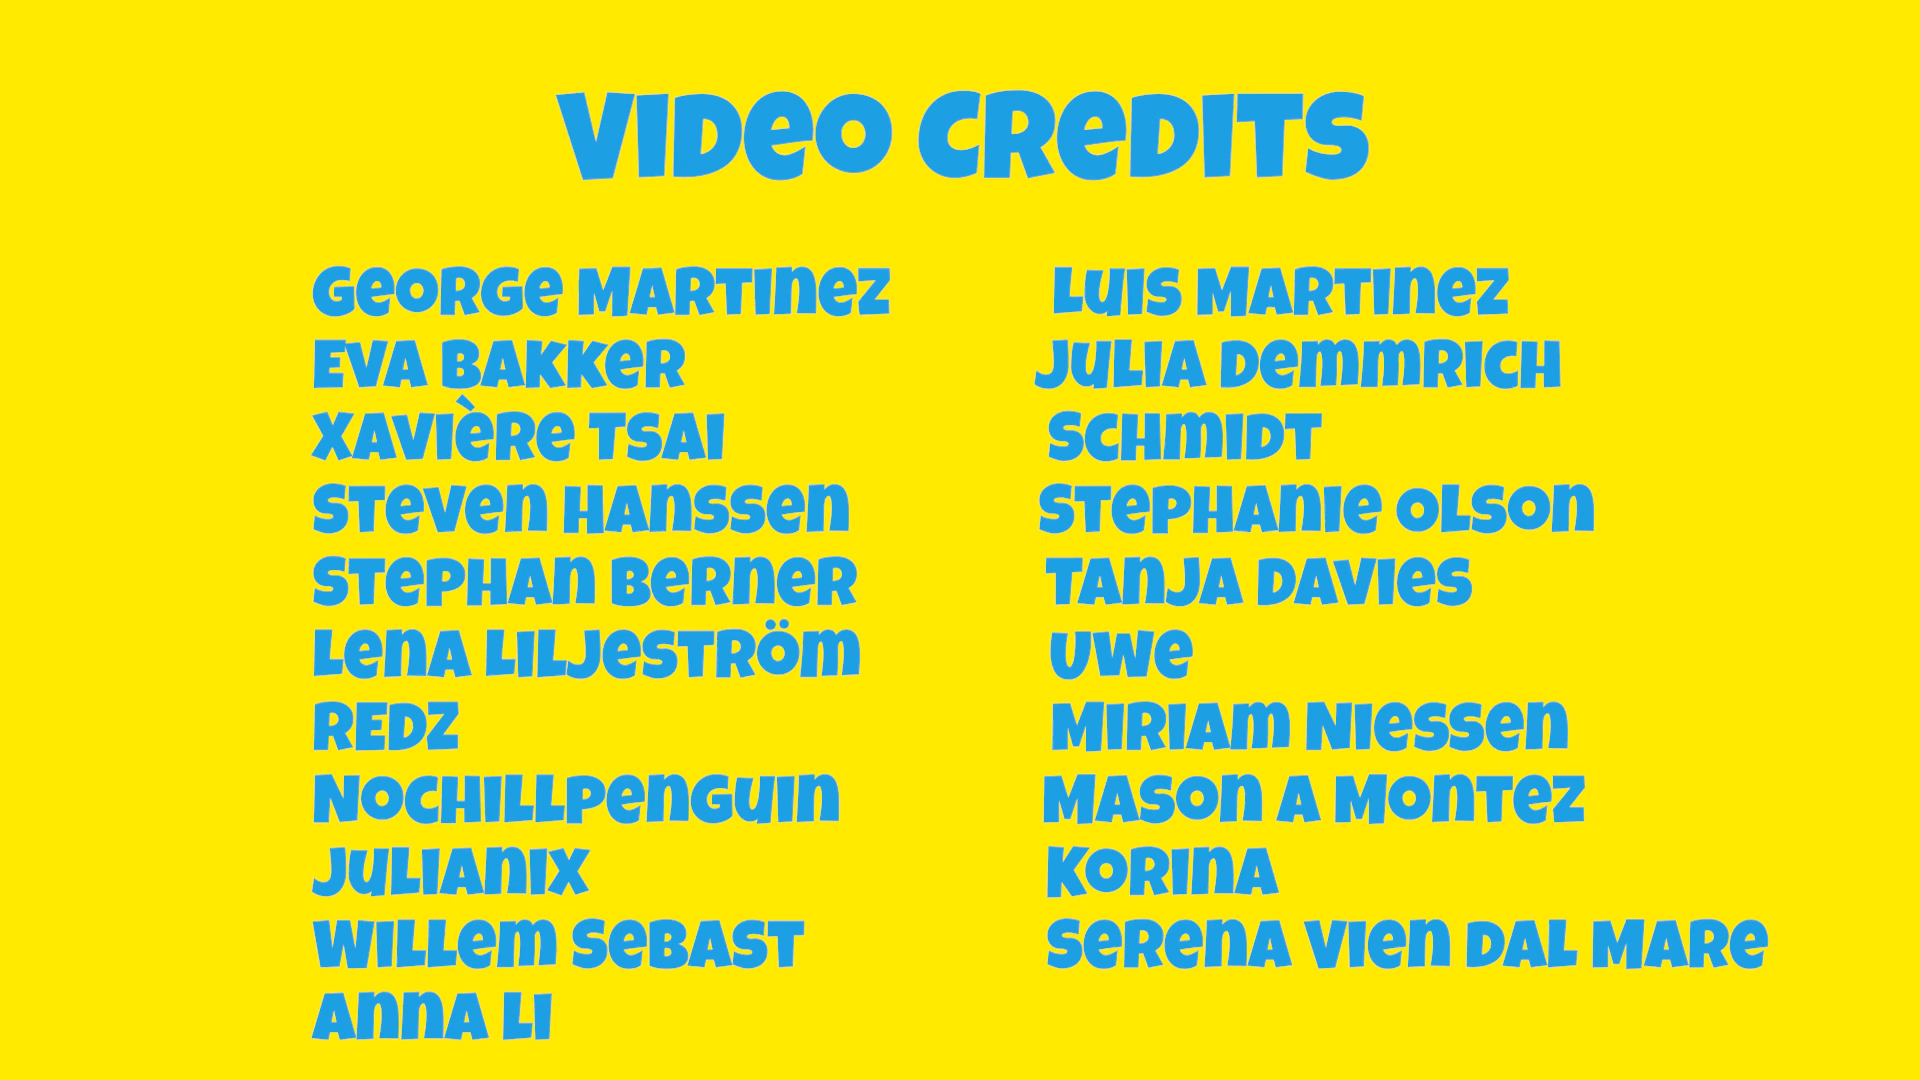 Video Credits
George Martinez
Eva Bakker
Xavière Tsai
Steven Hanssen
Stephan Berner
Lena Liljeström
REDZ
Nochillpenguin
Julianix
Willem Sebast
Anna Li
Luis Martinez
Julia Demmrich
Schmidt
Stephanie Olson
Tanja Davies
Uwe
Miriam Niessen
Mason A Montez
Korina
Serena Vien dal Mare